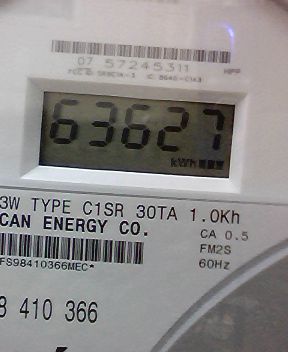 07 57245311
63627
kWh
3W TYPE C1SR 30TA 1.0Kh
CAN ENERGY CO.
CA 0.5
FM2S
60Hz
FS98410366MEC*
8 410 366